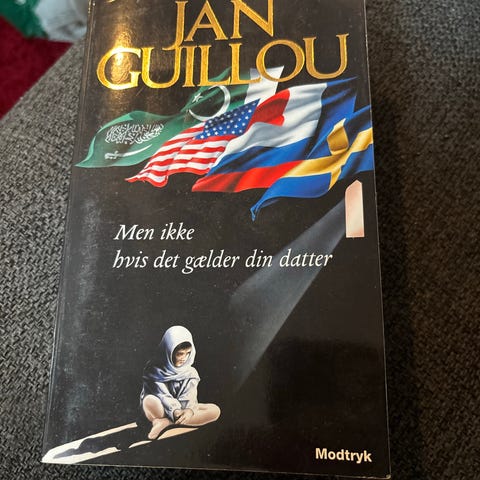 JAN
GUILLOU
Men ikke
hvis det gælder din datter
Modtryk